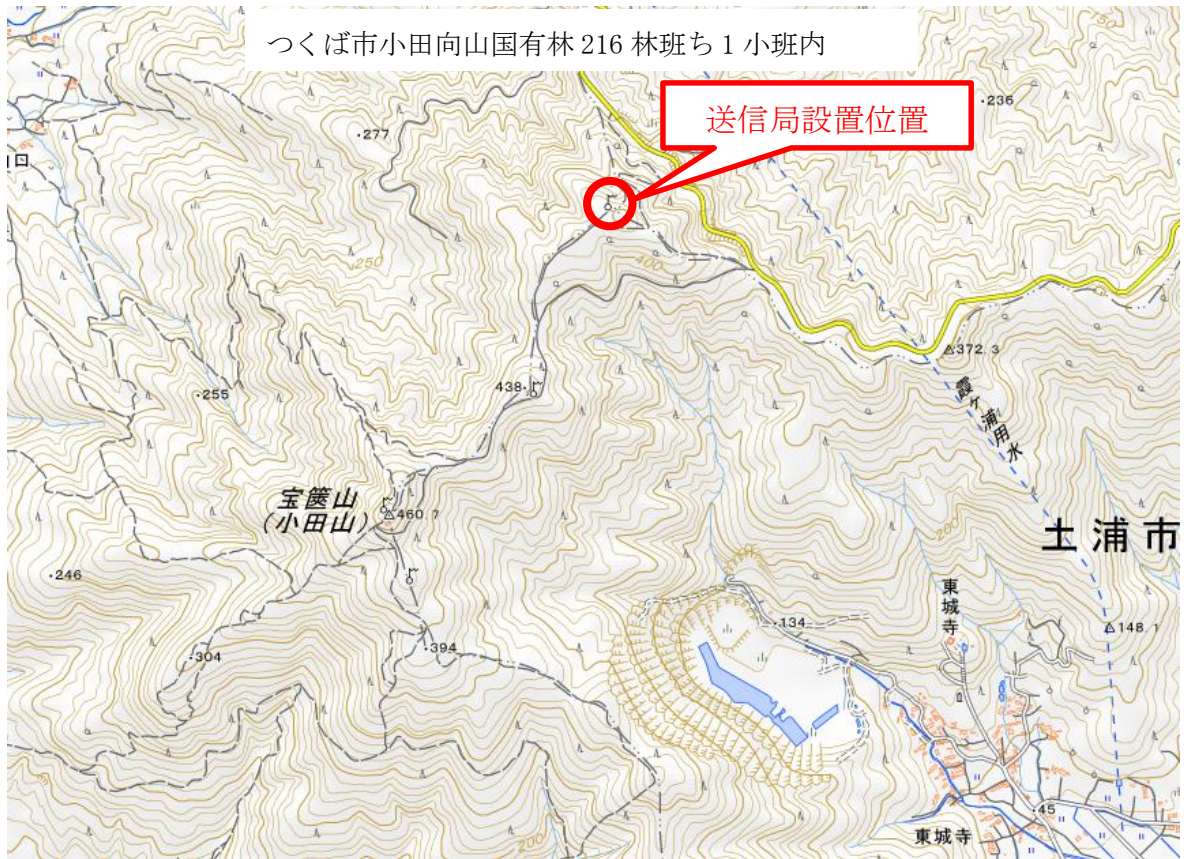 つくば市小田向山国有林 216 林班ち 1 小班内
送信局設置位置
・236
・277
250
400
△372.3
霞ヶ浦用水
438・
・255
宝篋山
(小田山)
△460.7
200
土浦市
・246
東城寺
・134
△148.1
・304
・394
200
・45
東城寺